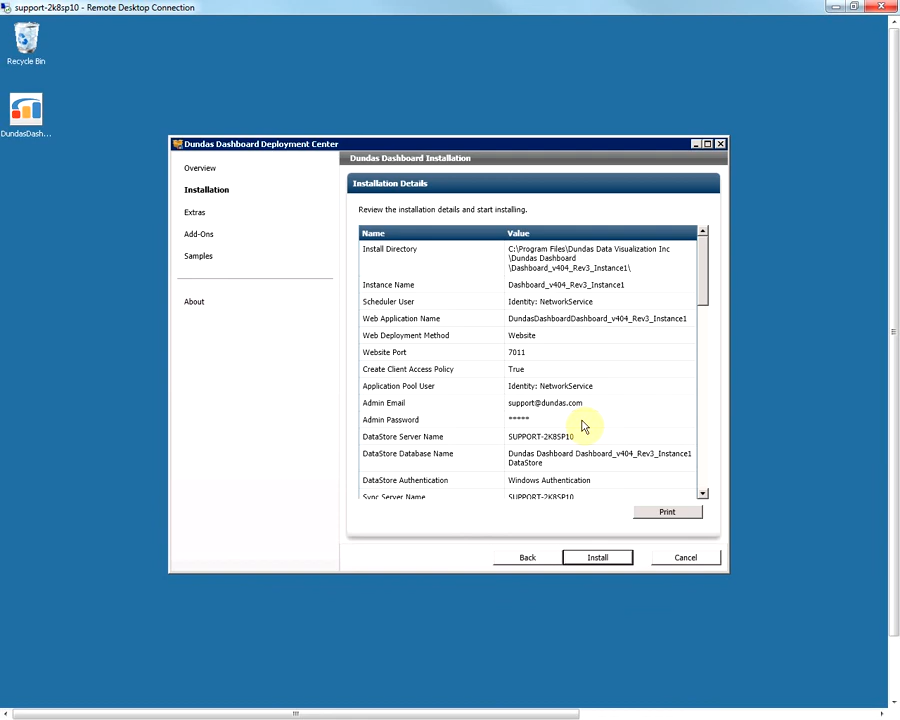 support-2k8sp10 - Remote Desktop Connection
Recycle Bin
DundasDash...
Dundas Dashboard Deployment Center
Overview
Installation
Extras
Add-Ons
Samples
About
Dundas Dashboard Installation
Installation Details
Review the installation details and start installing.
Name Value
Install Directory C:\Program Files\Dundas Data Visualization Inc
\Dundas Dashboard
\Dashboard_v404_Rev3_Instance1\
Instance Name Dashboard_v404_Rev3_Instance1
Scheduler User Identity: NetworkService
Web Application Name DundasDashboardDashboard_v404_Rev3_Instance1
Web Deployment Method Website
Website Port 7011
Create Client Access Policy True
Application Pool User Identity: NetworkService
Admin Email support@dundas.com
Admin Password *****
DataStore Server Name SUPPORT-2K8SP10
DataStore Database Name Dundas Dashboard Dashboard_v404_Rev3_Instance1
DataStore
DataStore Authentication Windows Authentication
Sync Server Name SUPPORT-2K8SP10
Print
Back Install Cancel